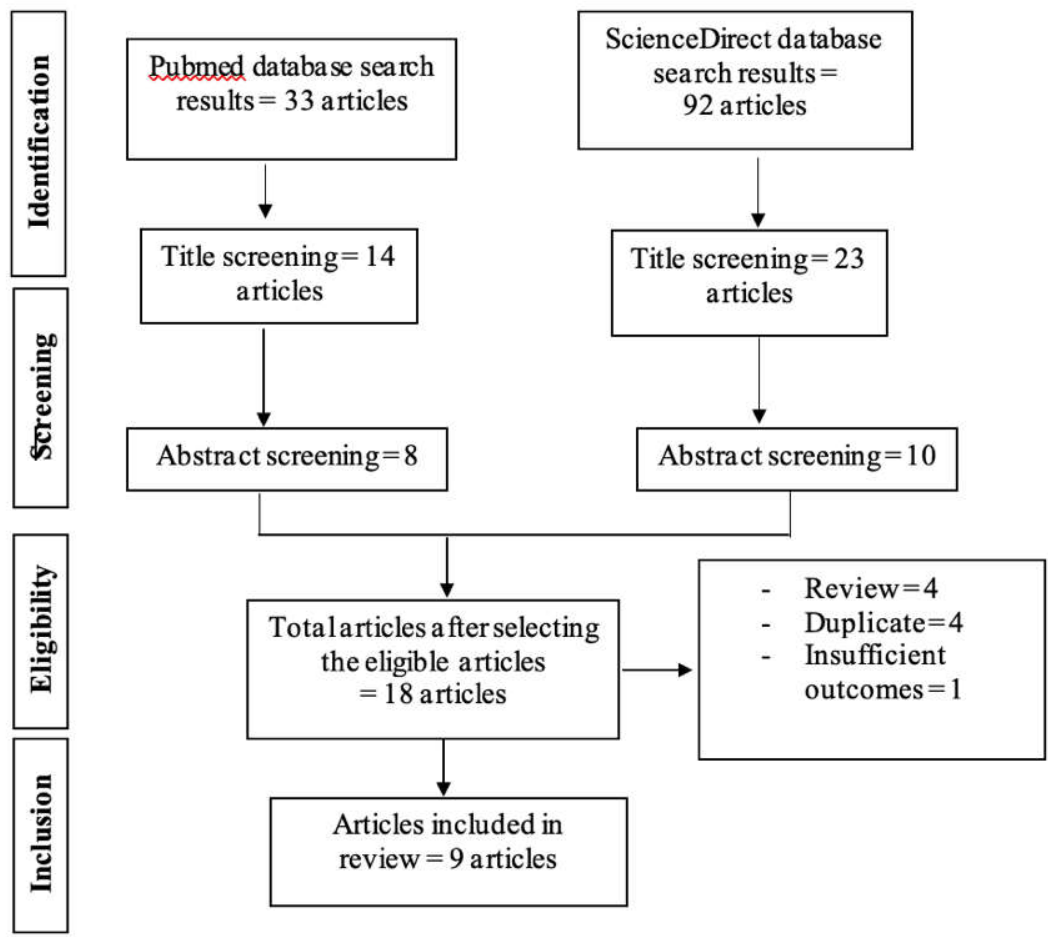 Identification
Pubmed database search
results = 33 articles
ScienceDirect database
search results =
92 articles
Title screening= 14
articles
Title screening= 23
articles
Screening
Abstract screening=8
Abstract screening=10
Eligibility
Total articles after selecting
the eligible articles
= 18 articles
- Review=4
- Duplicate=4
- Insufficient
outcomes=1
Inclusion
Articles included in
review = 9 articles